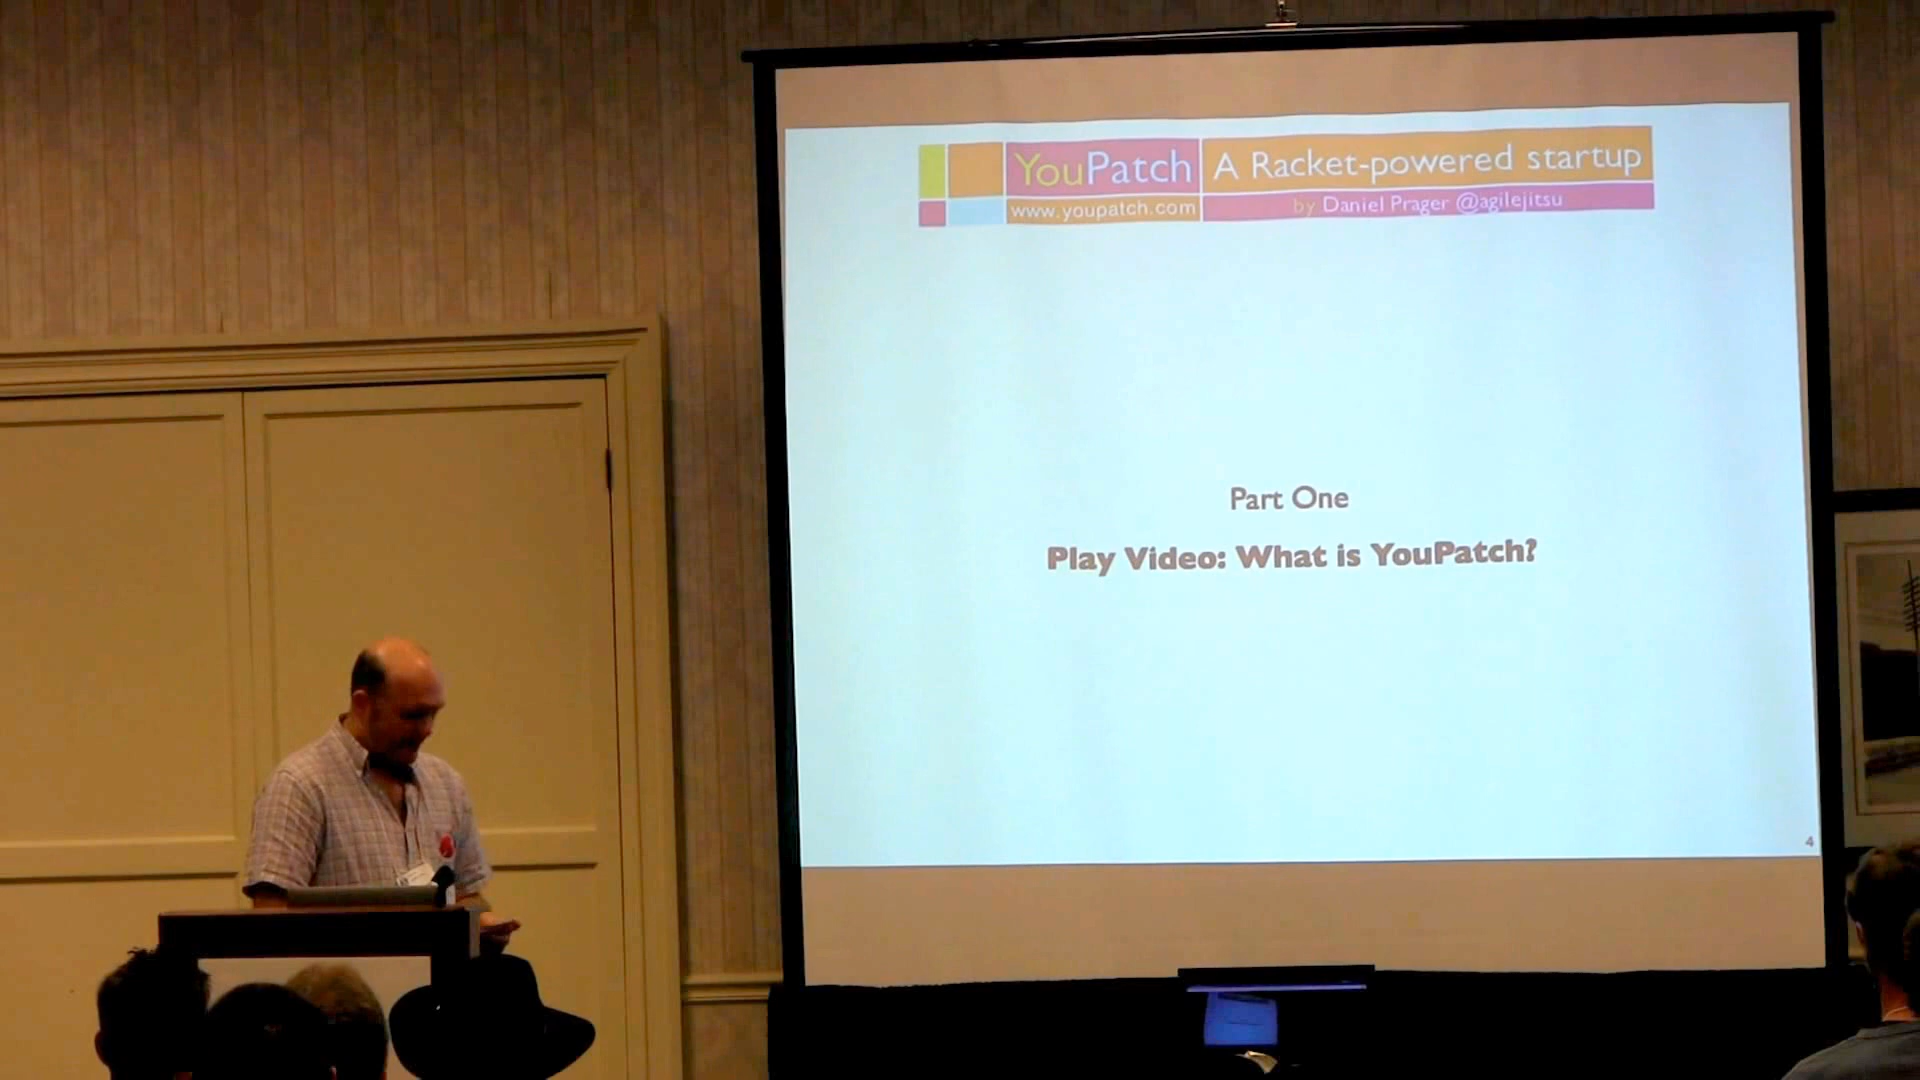 YouPatch
A Racket-powered startup
www.youpatch.com
by Daniel Prager @agilejitsu
Part One
Play Video: What is YouPatch?
4